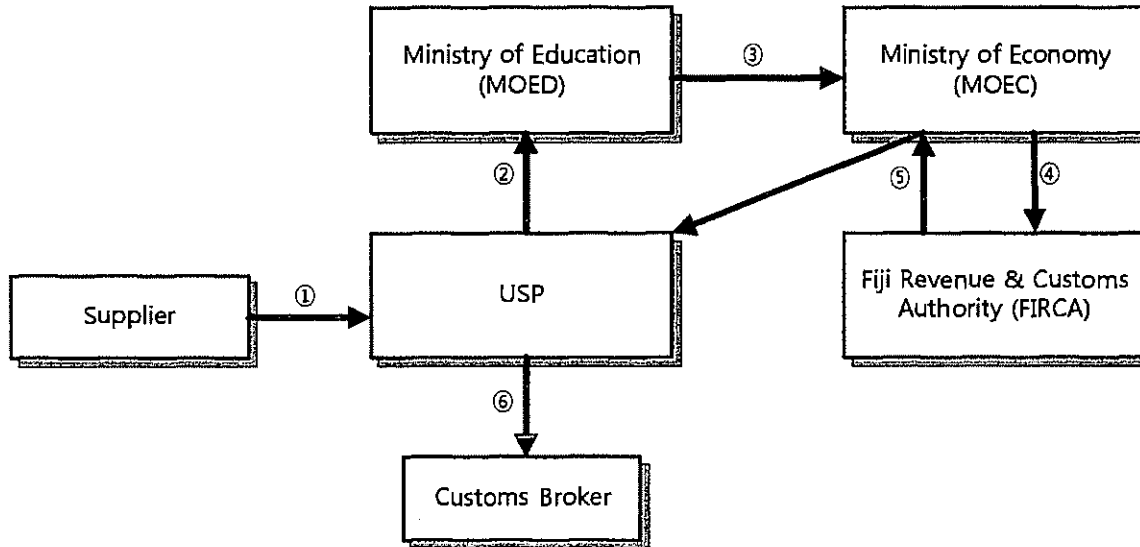 Ministry of Education
(MOED)
③
Ministry of Economy
(MOEC)
②
⑤
④
Supplier
①
USP
Fiji Revenue & Customs
Authority (FIRCA)
⑥
Customs Broker